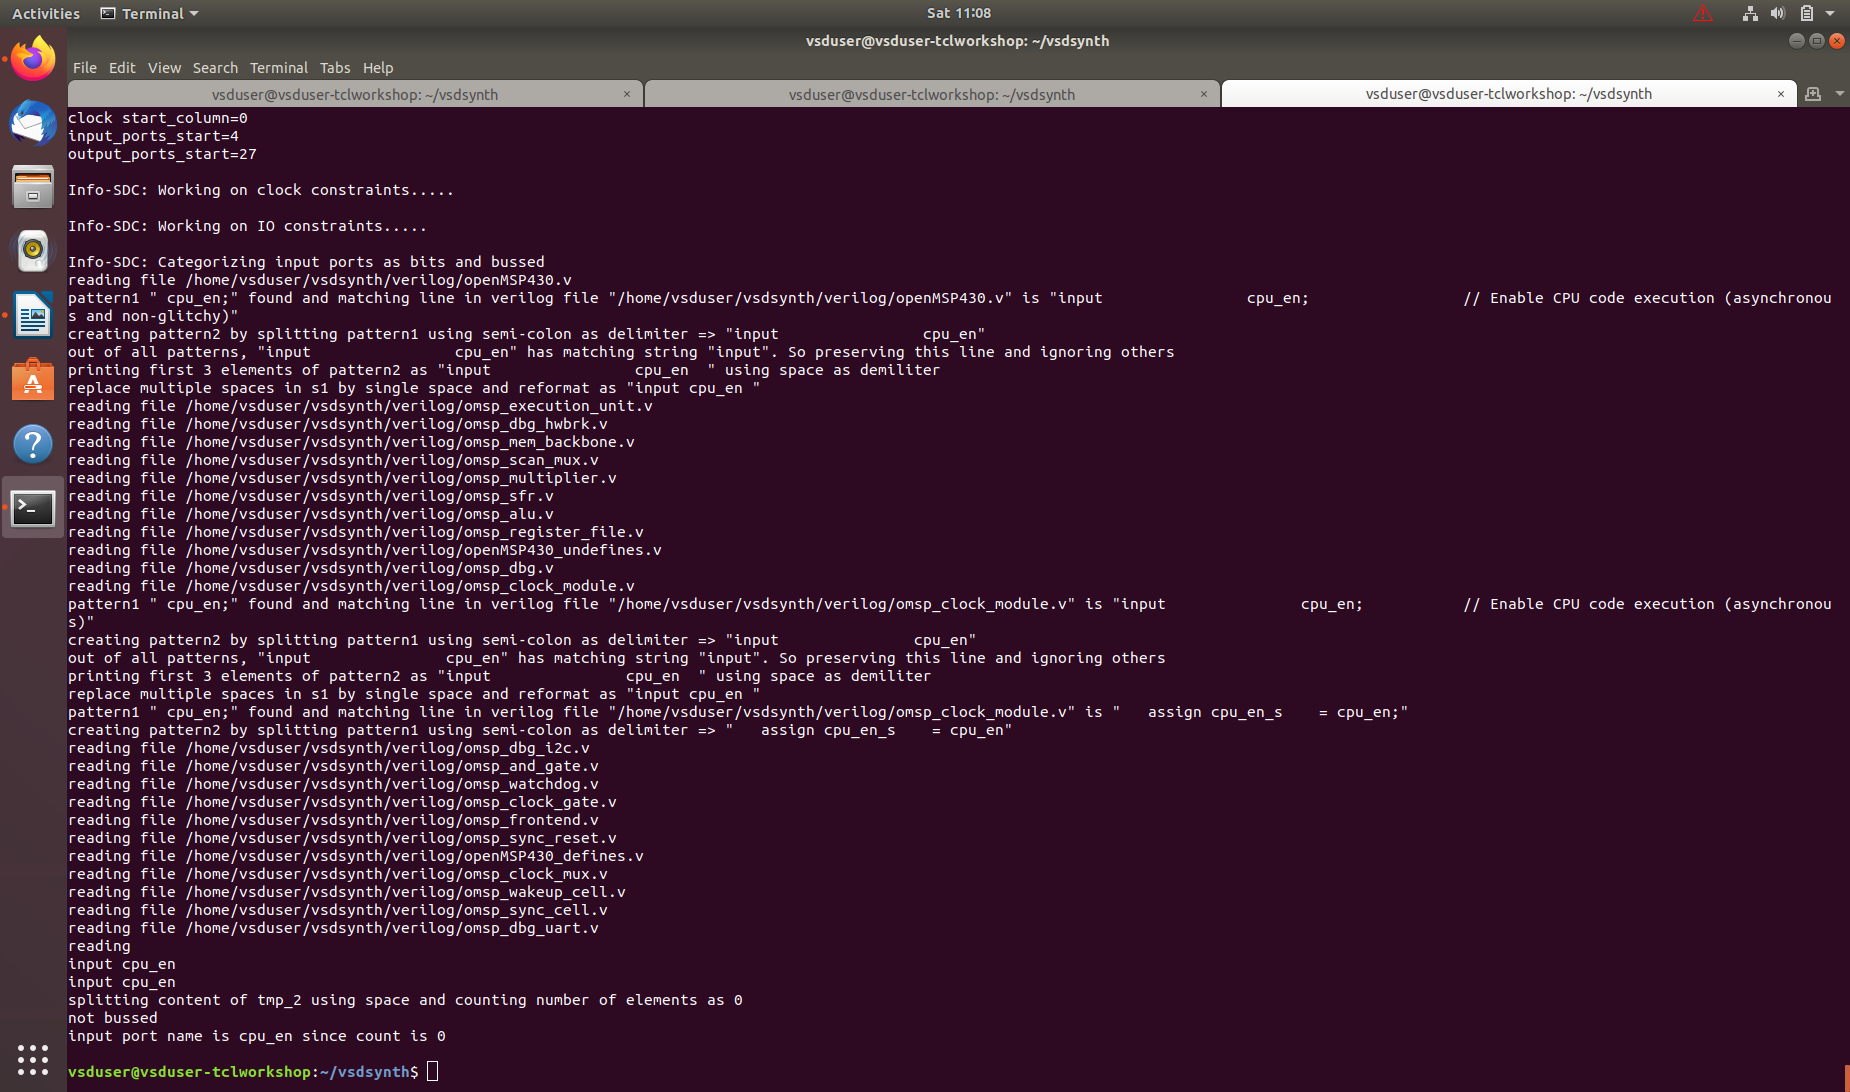 Activities Terminal Sat 11:08
vsduser@vsduser-tclworkshop: ~/vsdsynth
File Edit View Search Terminal Tabs Help
vsduser@vsduser-tclworkshop: ~/vsdsynth × vsduser@vsduser-tclworkshop: ~/vsdsynth × vsduser@vsduser-tclworkshop: ~/vsdsynth ×
clock start_column=0
input_ports_start=4
output_ports_start=27
Info-SDC: Working on clock constraints.....
Info-SDC: Working on IO constraints.....
Info-SDC: Categorizing input ports as bits and bussed
reading file /home/vsduser/vsdsynth/verilog/openMSP430.v
pattern1 " cpu_en;" found and matching line in verilog file "/home/vsduser/vsdsynth/verilog/openMSP430.v" is "input                cpu_en;                 // Enable CPU code execution (asynchronou
s and non-glitchy)"
creating pattern2 by splitting pattern1 using semi-colon as delimiter => "input                cpu_en"
out of all patterns, "input                cpu_en" has matching string "input". So preserving this line and ignoring others
printing first 3 elements of pattern2 as "input                cpu_en  " using space as demiliter
replace multiple spaces in s1 by single space and reformat as "input cpu_en "
reading file /home/vsduser/vsdsynth/verilog/omsp_execution_unit.v
reading file /home/vsduser/vsdsynth/verilog/omsp_dbg_hwbrk.v
reading file /home/vsduser/vsdsynth/verilog/omsp_mem_backbone.v
reading file /home/vsduser/vsdsynth/verilog/omsp_scan_mux.v
reading file /home/vsduser/vsdsynth/verilog/omsp_multiplier.v
reading file /home/vsduser/vsdsynth/verilog/omsp_sfr.v
reading file /home/vsduser/vsdsynth/verilog/omsp_alu.v
reading file /home/vsduser/vsdsynth/verilog/omsp_register_file.v
reading file /home/vsduser/vsdsynth/verilog/openMSP430_undefines.v
reading file /home/vsduser/vsdsynth/verilog/omsp_dbg.v
reading file /home/vsduser/vsdsynth/verilog/omsp_clock_module.v
pattern1 " cpu_en;" found and matching line in verilog file "/home/vsduser/vsdsynth/verilog/omsp_clock_module.v" is "input               cpu_en;           // Enable CPU code execution (asynchronou
s)"
creating pattern2 by splitting pattern1 using semi-colon as delimiter => "input               cpu_en"
out of all patterns, "input               cpu_en" has matching string "input". So preserving this line and ignoring others
printing first 3 elements of pattern2 as "input               cpu_en  " using space as demiliter
replace multiple spaces in s1 by single space and reformat as "input cpu_en "
pattern1 " cpu_en;" found and matching line in verilog file "/home/vsduser/vsdsynth/verilog/omsp_clock_module.v" is "   assign cpu_en_s    = cpu_en;"
creating pattern2 by splitting pattern1 using semi-colon as delimiter => "   assign cpu_en_s    = cpu_en"
reading file /home/vsduser/vsdsynth/verilog/omsp_dbg_i2c.v
reading file /home/vsduser/vsdsynth/verilog/omsp_and_gate.v
reading file /home/vsduser/vsdsynth/verilog/omsp_watchdog.v
reading file /home/vsduser/vsdsynth/verilog/omsp_clock_gate.v
reading file /home/vsduser/vsdsynth/verilog/omsp_frontend.v
reading file /home/vsduser/vsdsynth/verilog/omsp_sync_reset.v
reading file /home/vsduser/vsdsynth/verilog/openMSP430_defines.v
reading file /home/vsduser/vsdsynth/verilog/omsp_clock_mux.v
reading file /home/vsduser/vsdsynth/verilog/omsp_wakeup_cell.v
reading file /home/vsduser/vsdsynth/verilog/omsp_sync_cell.v
reading file /home/vsduser/vsdsynth/verilog/omsp_dbg_uart.v
reading
input cpu_en
input cpu_en
splitting content of tmp_2 using space and counting number of elements as 0
not bussed
input port name is cpu_en since count is 0
vsduser@vsduser-tclworkshop:~/vsdsynth$